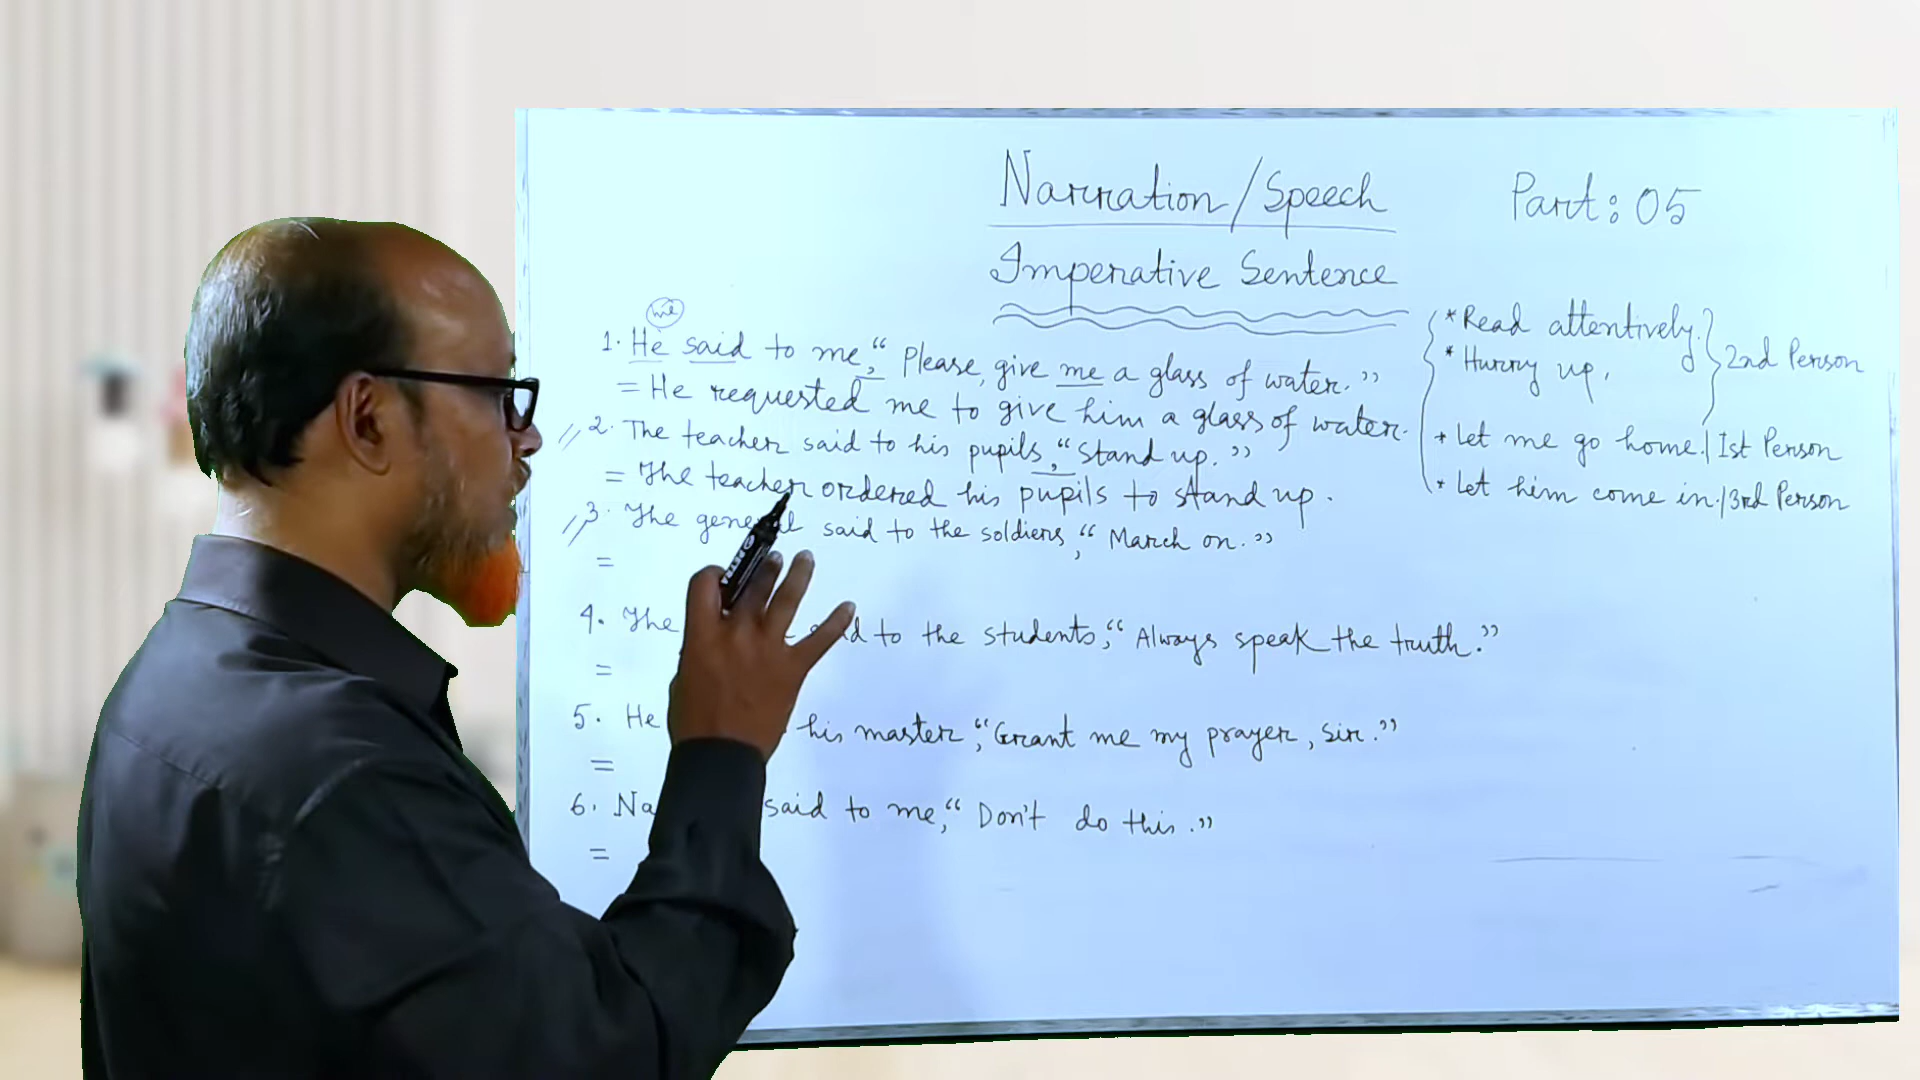 Narration/Speech
Part: 05
Imperative Sentence
me
1. He said to me, “Please, give me a glass of water.”
= He requested me to give him a glass of water.
2. The teacher said to his pupils, “Stand up.”
= The teacher ordered his pupils to stand up.
3. The general said to the soldiers, “March on.”
=
4. The said to the students, “Always speak the truth.”
=
5. He his master, “Grant me my prayer, sir.”
=
6. Na said to me, “Don't do this.”
=
* Read attentively.
* Hurry up.
2nd Person
* Let me go home. | 1st Person
* Let him come in. | 3rd Person